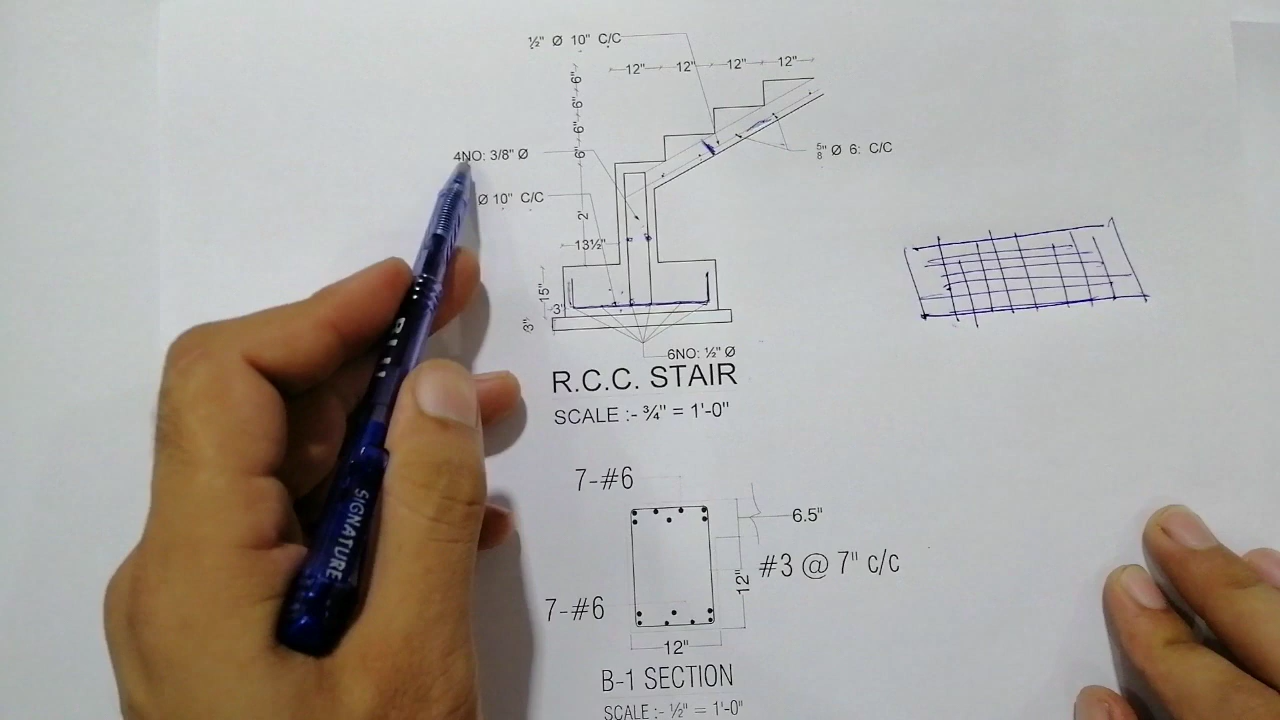 ½" Ø 10" C/C
12" 12" 12" 12"
6" 6" 6" 6"
4NO: 3/8" Ø
⅝" Ø 6: C/C
Ø 10" C/C
2'
13½"
15"
3"
3"
6NO: ½" Ø
R.C.C. STAIR
SCALE :- ¾" = 1'-0"
7-#6
6.5"
#3 @ 7" c/c
12"
7-#6
12"
B-1 SECTION
SCALE :- ½" = 1'-0"
SIGNATURE